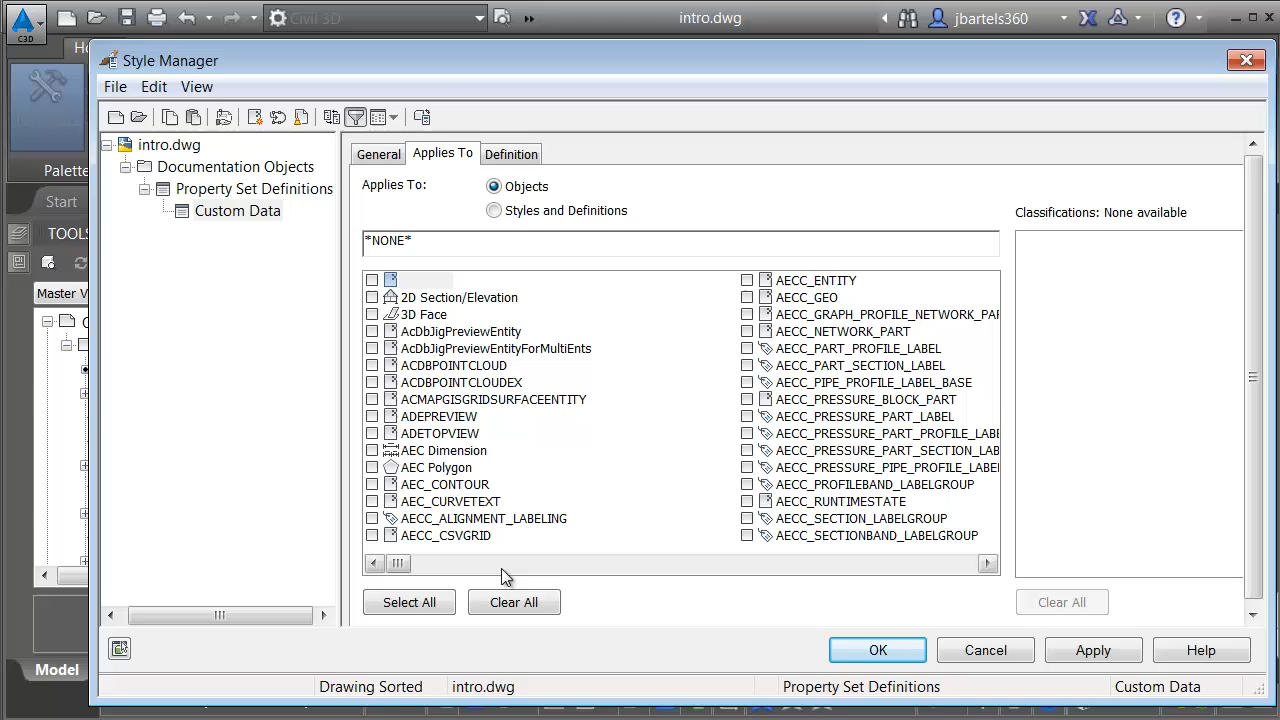 Civil 3D
intro.dwg
jbartels360
C3D
Style Manager
File Edit View
Palette
Start
TOOLS
Master V
Model
intro.dwg
Documentation Objects
Property Set Definitions
Custom Data
General Applies To Definition
Applies To:
Objects
Styles and Definitions
Classifications: None available
*NONE*
2D Section/Elevation
3D Face
AcDbJigPreviewEntity
AcDbJigPreviewEntityForMultiEnts
ACDBPOINTCLOUD
ACDBPOINTCLOUDEX
ACMAPGISGRIDSURFACEENTITY
ADEPREVIEW
ADETOPVIEW
AEC Dimension
AEC Polygon
AEC_CONTOUR
AEC_CURVETEXT
AECC_ALIGNMENT_LABELING
AECC_CSVGRID
AECC_ENTITY
AECC_GEO
AECC_GRAPH_PROFILE_NETWORK_PAR
AECC_NETWORK_PART
AECC_PART_PROFILE_LABEL
AECC_PART_SECTION_LABEL
AECC_PIPE_PROFILE_LABEL_BASE
AECC_PRESSURE_BLOCK_PART
AECC_PRESSURE_PART_LABEL
AECC_PRESSURE_PART_PROFILE_LABE
AECC_PRESSURE_PART_SECTION_LABE
AECC_PRESSURE_PIPE_PROFILE_LABEL
AECC_PROFILEBAND_LABELGROUP
AECC_RUNTIMESTATE
AECC_SECTION_LABELGROUP
AECC_SECTIONBAND_LABELGROUP
Select All Clear All
Clear All
OK Cancel Apply Help
Drawing Sorted intro.dwg Property Set Definitions Custom Data